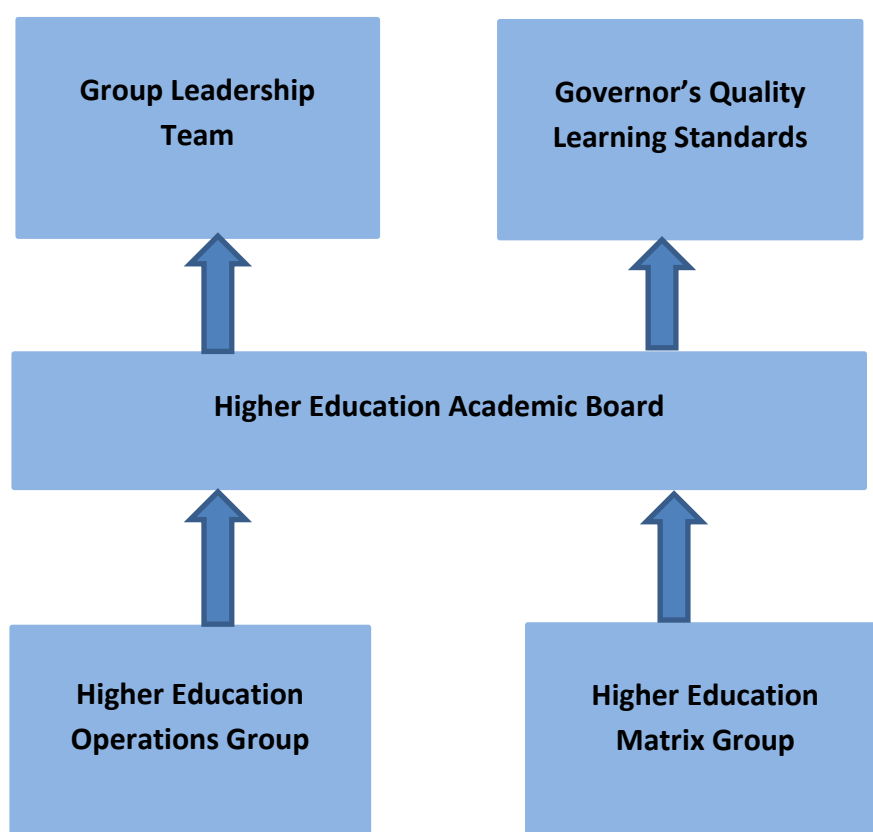 Group Leadership
Team
Governor’s Quality
Learning Standards
Higher Education Academic Board
Higher Education
Operations Group
Higher Education
Matrix Group